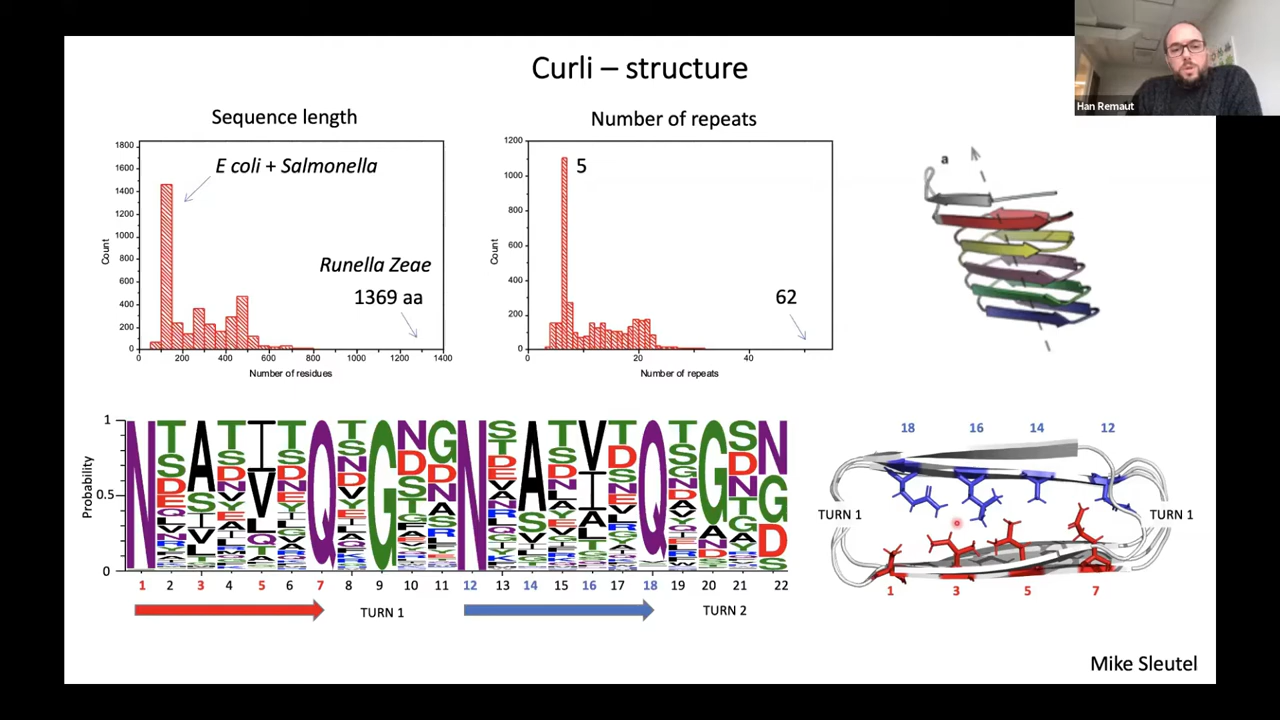 Curli – structure
Han Remaut
Sequence length
1800
1600
1400
1200
1000
800
600
400
200
0
Count
E coli + Salmonella
Runella Zeae
1369 aa
0 200 400 600 800 1000 1200 1400
Number of residues
Number of repeats
1200
1000
800
600
400
200
0
Count
5
62
0 20 40
Number of repeats
a
1
0.5
0
Probability
N T A T I T Q T G N G N S A T V T Q T G S N
1 2 3 4 5 6 7 8 9 10 11 12 13 14 15 16 17 18 19 20 21 22
TURN 1
TURN 2
18 16 14 12
TURN 1
TURN 1
1 3 5 7
Mike Sleutel